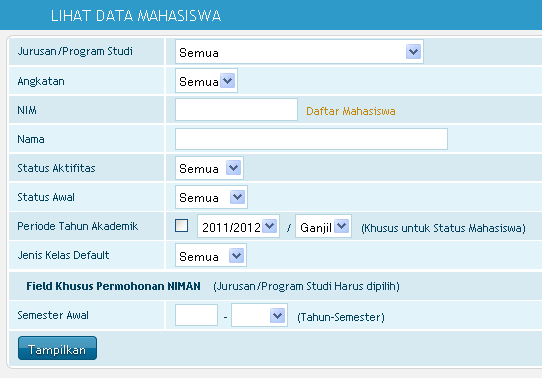 LIHAT DATA MAHASISWA
Jurusan/Program Studi Semua
Angkatan Semua
NIM Daftar Mahasiswa
Nama
Status Aktifitas Semua
Status Awal Semua
Periode Tahun Akademik 2011/2012 / Ganjil (Khusus untuk Status Mahasiswa)
Jenis Kelas Default Semua
Field Khusus Permohonan NIMAN (Jurusan/Program Studi Harus dipilih)
Semester Awal - (Tahun-Semester)
Tampilkan